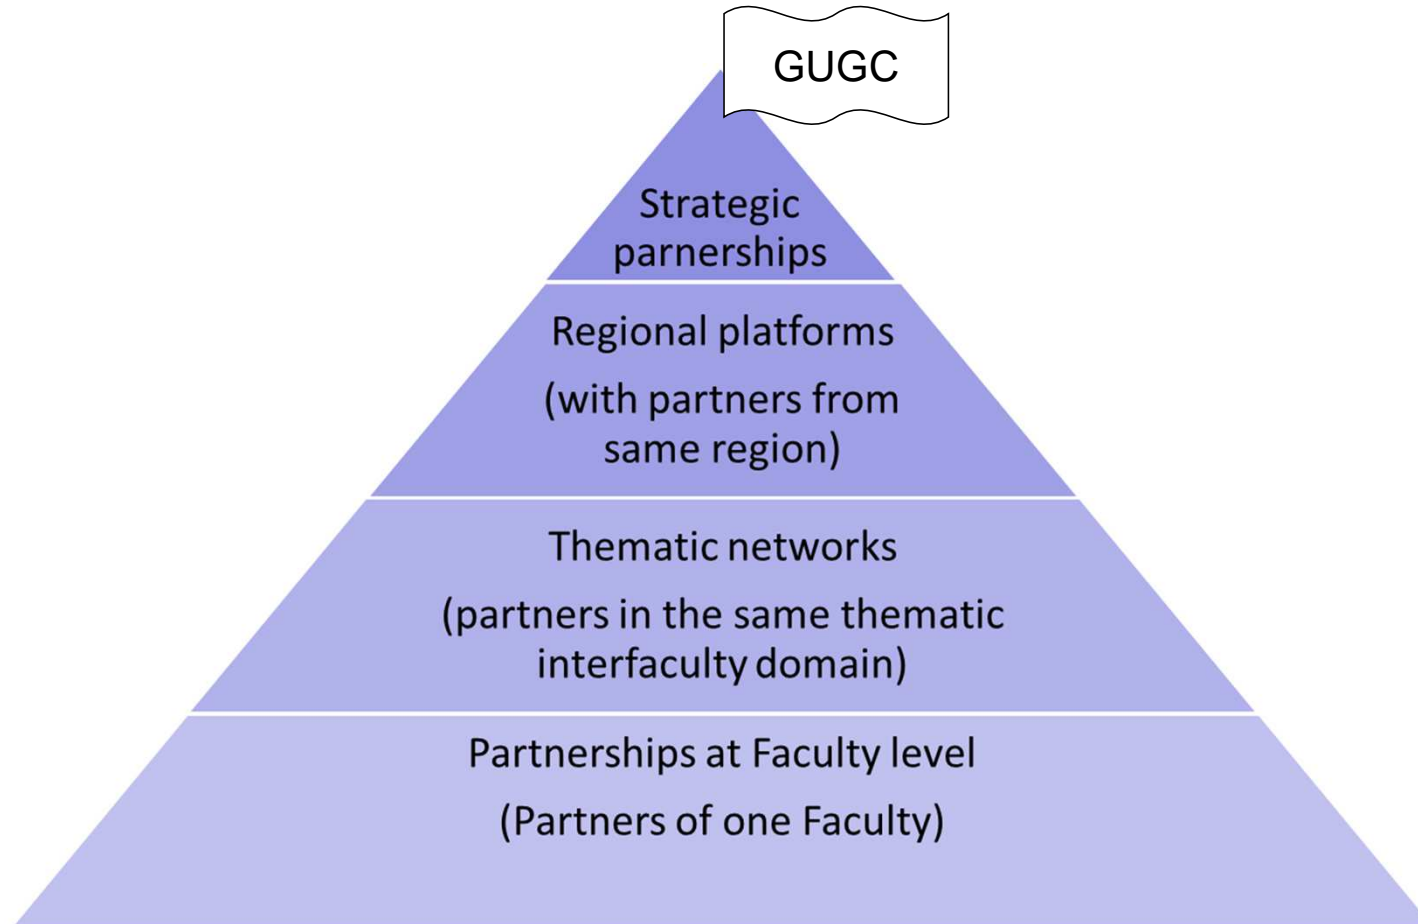 GUGC
Strategic
parnerships
Regional platforms
(with partners from
same region)
Thematic networks
(partners in the same thematic
interfaculty domain)
Partnerships at Faculty level
(Partners of one Faculty)